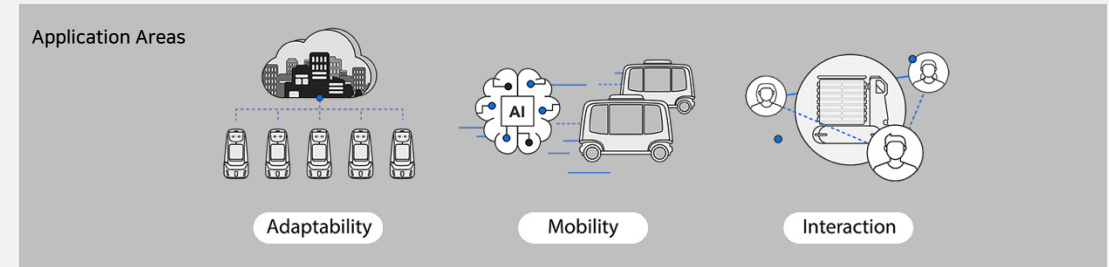 Application Areas
AI
Adaptability
Mobility
Interaction